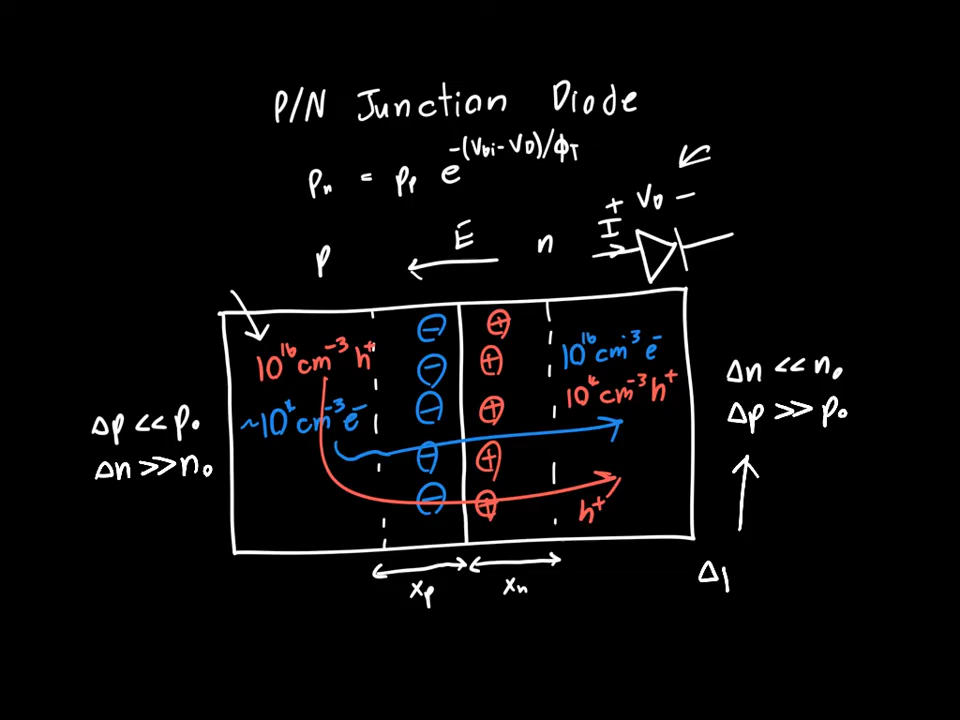 P/N Junction Diode
pₙ = pₚ e^-(Vbi-VD)/ΦT
+ VD -
I
p
E
n
10^16 cm^-3 h^+
~10^4 cm^-3 e^-
10^16 cm^-3 e^-
10^4 cm^-3 h^+
Δp << p₀
Δn >> n₀
Δn << n₀
Δp >> p₀
- - - - -
+ + + + +
h^+
xp
xn
Δ